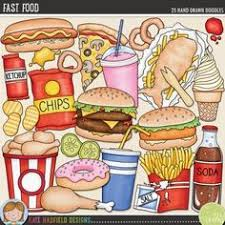 FAST FOOD
25 HAND DRAWN DOODLES
KETCHUP
CHIPS
SALT
SODA
KATE HADFIELD DESIGNS